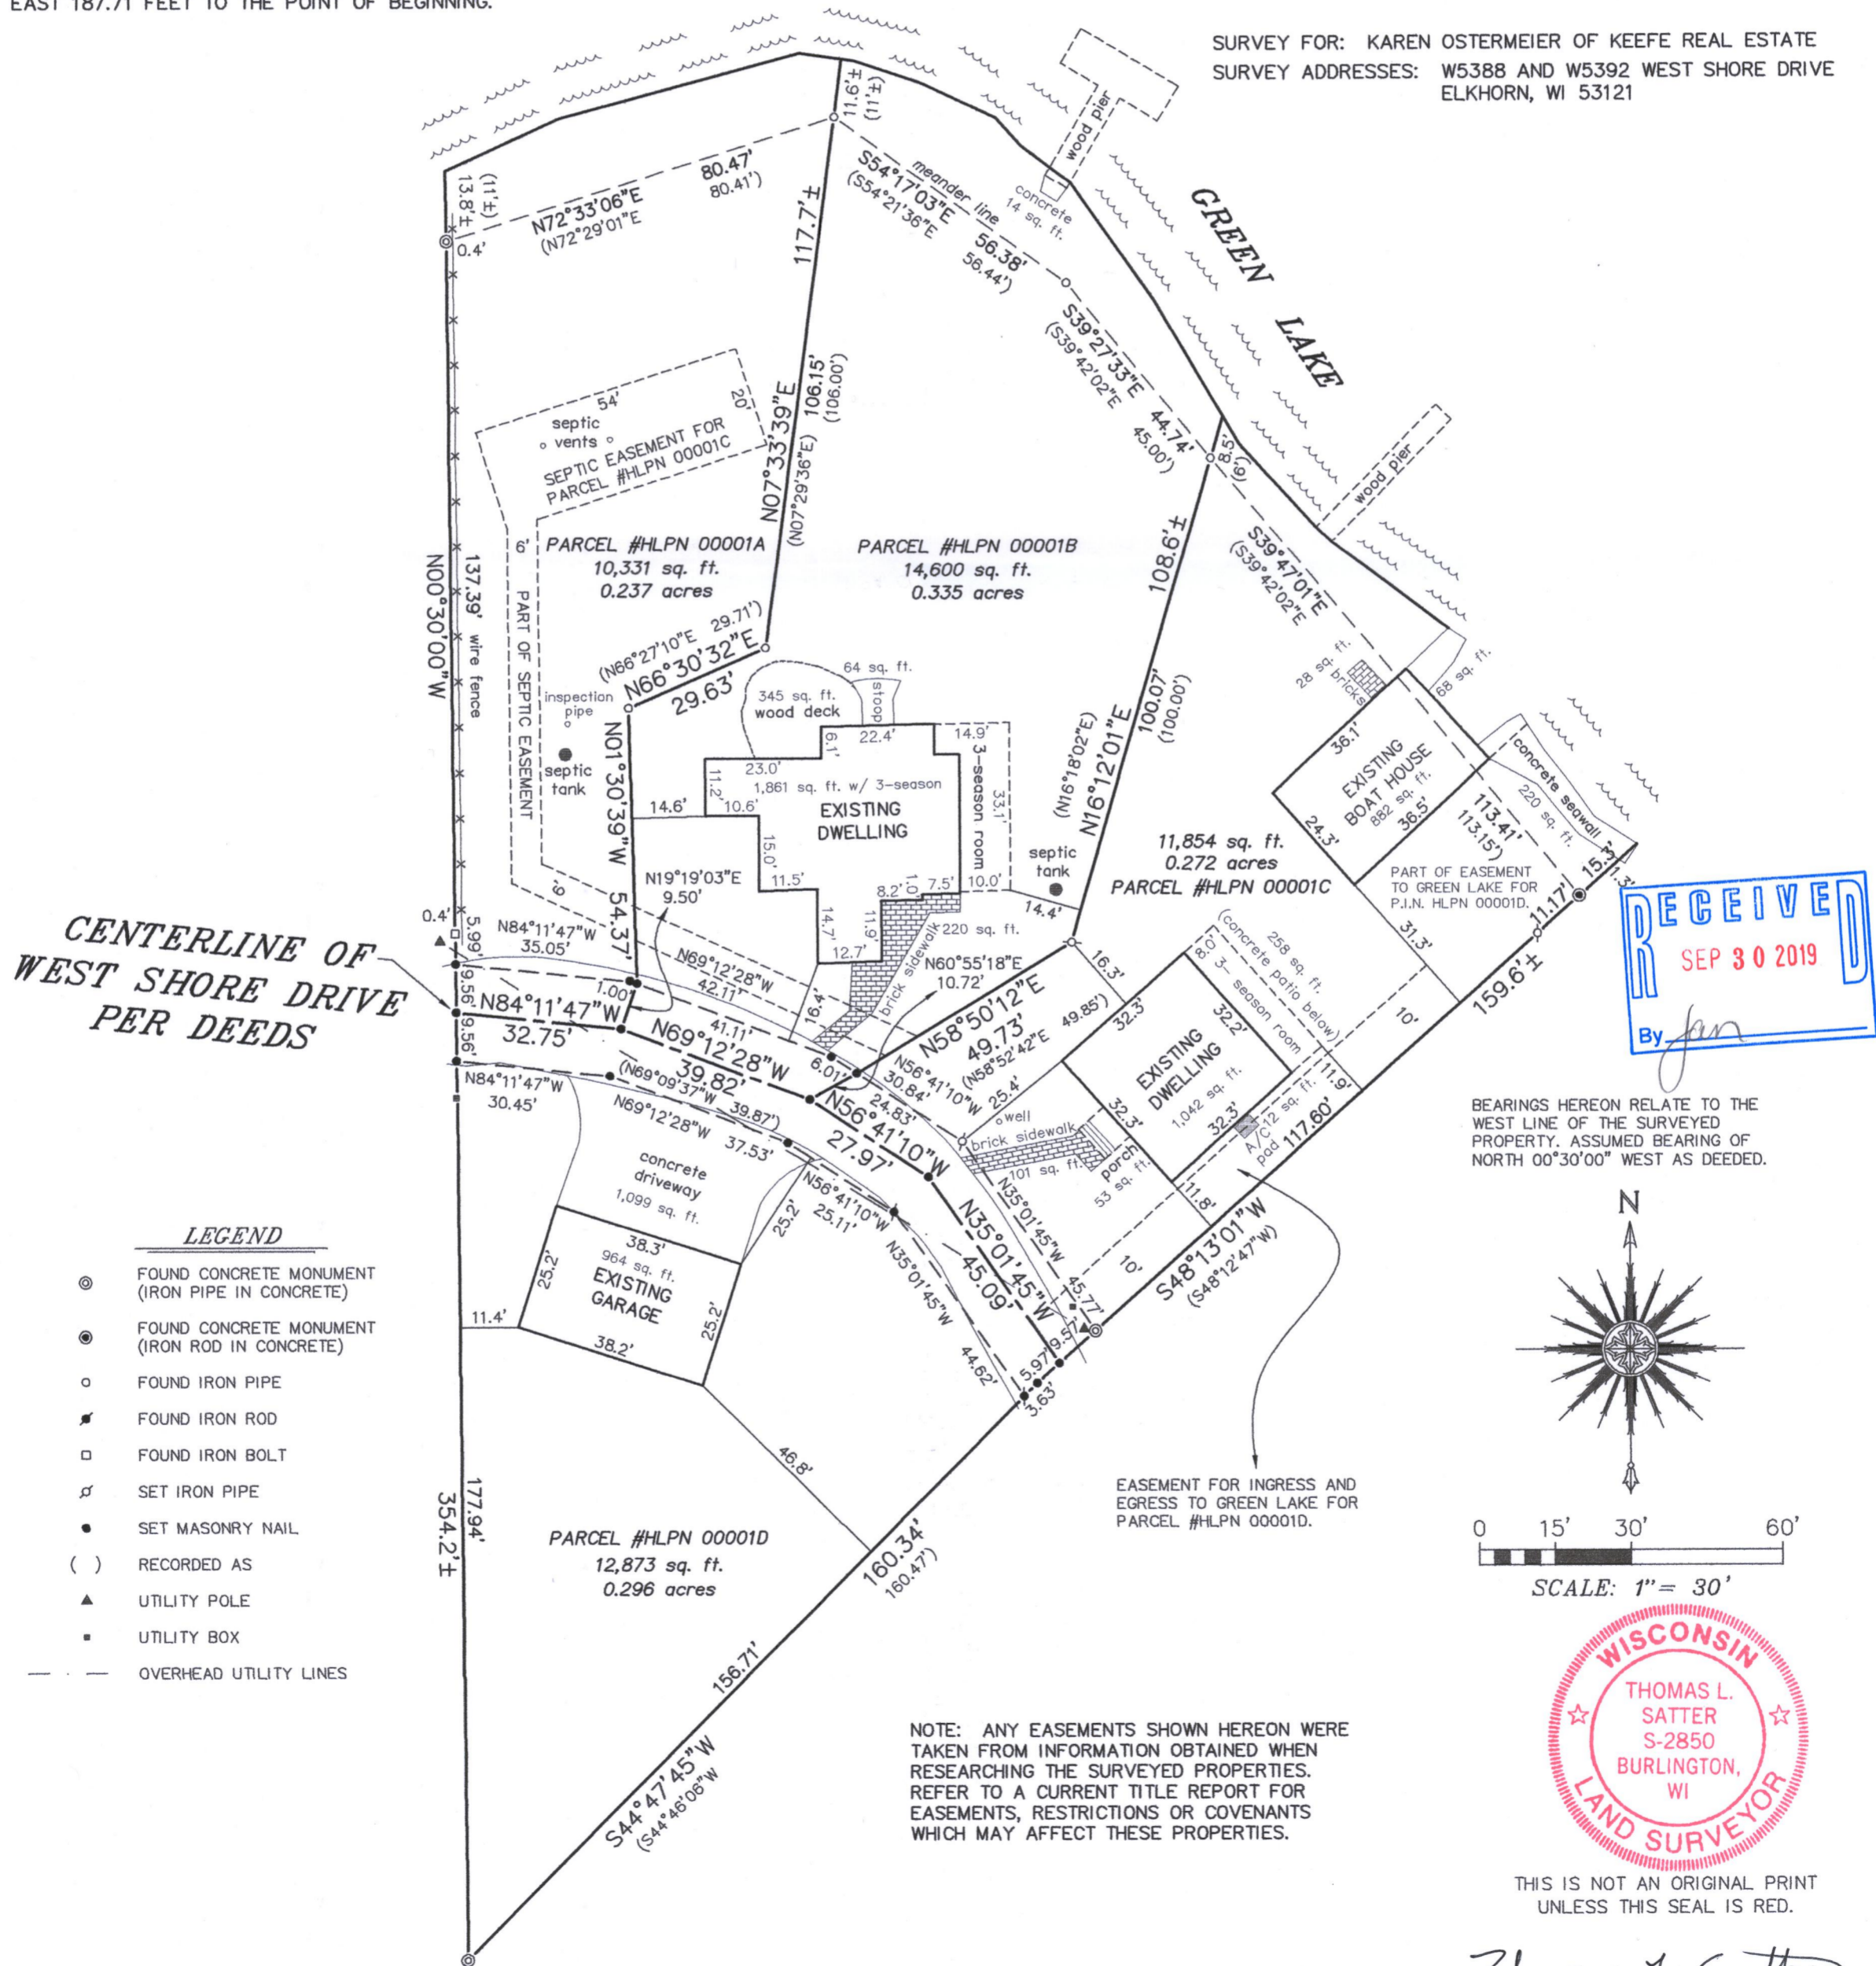 EAST 187.71 FEET TO THE POINT OF BEGINNING.
SURVEY FOR: KAREN OSTERMEIER OF KEEFE REAL ESTATE
SURVEY ADDRESSES: W5388 AND W5392 WEST SHORE DRIVE
ELKHORN, WI 53121
GREEN LAKE
wood pier
concrete
14 sq. ft.
11.6'±
(11'±)
(11'±)
13.8'±
0.4'
N72°33'06"E 80.47'
(N72°29'01"E 80.41')
meander line
S54°17'03"E 56.38'
(S54°21'36"E 56.44')
S39°27'33"E 44.74'
(S39°42'02"E 45.00')
8.5'
(9')
wood pier
117.7'±
N07°33'39"E 106.15'
(N07°29'36"E) (106.00')
54'
20'
septic
vents
SEPTIC EASEMENT FOR
PARCEL #HLPN 00001C
6'
PARCEL #HLPN 00001A
10,331 sq. ft.
0.237 acres
PARCEL #HLPN 00001B
14,600 sq. ft.
0.335 acres
108.6'±
N16°12'01"E 100.07'
(N16°18'02"E) (100.00')
S39°47'01"E
(S39°42'02"E
113.41'
113.15')
N00°30'00"W
137.39' wire fence
PART OF SEPTIC EASEMENT
(N66°27'10"E 29.71')
N66°30'32"E
29.63'
inspection
pipe
septic
tank
N01°30'39"W 54.37'
345 sq. ft.
wood deck
64 sq. ft.
stoop
6.1'
22.4'
14.9'
23.0'
11.2'
10.6'
1,861 sq. ft. w/ 3-season
EXISTING
DWELLING
3-season room
33.1'
14.6'
15.0'
11.5'
8.2'
1.0'
7.5'
10.0'
14.7'
12.7'
11.9'
brick sidewalk
220 sq. ft.
septic
tank
14.4'
28 sq. ft.
bricks
68 sq. ft.
36.1'
EXISTING
BOAT HOUSE
882 sq. ft.
36.5'
24.3'
concrete seawall
220 sq. ft.
15.3'
1.3'
11.17'
11,854 sq. ft.
0.272 acres
PARCEL #HLPN 00001C
PART OF EASEMENT
TO GREEN LAKE FOR
P.I.N. HLPN 00001D.
31.3'
159.6'±
RECEIVED
SEP 30 2019
By Jan
CENTERLINE OF
WEST SHORE DRIVE
PER DEEDS
0.4'
5.99'
9.56'
9.56'
N84°11'47"W
35.05'
6'
N19°19'03"E
9.50'
1.00'
N69°12'28"W
42.11'
41.11'
16.4'
N84°11'47"W
32.75'
N69°12'28"W
39.82'
(N69°09'37"W 39.87')
N84°11'47"W
30.45'
N69°12'28"W 37.53'
N60°55'18"E
10.72'
6.01'
N58°50'12"E
49.73'
(N58°52'42"E 49.85')
16.3'
N56°41'10"W
30.84'
24.83'
N56°41'10"W
27.97'
N56°41'10"W
25.11'
8.0'
3- season room
(concrete patio below)
258 sq. ft.
32.3'
32.2'
EXISTING
DWELLING
1,042 sq. ft.
32.3'
32.3'
25.4'
well
brick sidewalk
101 sq. ft.
porch
53 sq. ft.
A/C
pad
12 sq. ft.
11.9'
11.8'
10'
10'
117.60'
S48°13'01"W
(S48°12'47"W)
N35°01'45"W
45.77'
N35°01'45"W
45.09'
N35°01'45"W
44.62'
9.57'
5.97'
3.63'
concrete
driveway
1,099 sq. ft.
38.3'
964 sq. ft.
EXISTING
GARAGE
25.2'
25.2'
25.2'
38.2'
11.4'
46.8'
177.94'
354.2'±
PARCEL #HLPN 00001D
12,873 sq. ft.
0.296 acres
160.34'
160.47')
156.71'
S44°47'45"W
(S44°46'06"W
EASEMENT FOR INGRESS AND
EGRESS TO GREEN LAKE FOR
PARCEL #HLPN 00001D.
BEARINGS HEREON RELATE TO THE
WEST LINE OF THE SURVEYED
PROPERTY. ASSUMED BEARING OF
NORTH 00°30'00" WEST AS DEEDED.
N
0 15' 30' 60'
SCALE: 1"= 30'
LEGEND
FOUND CONCRETE MONUMENT
(IRON PIPE IN CONCRETE)
FOUND CONCRETE MONUMENT
(IRON ROD IN CONCRETE)
FOUND IRON PIPE
FOUND IRON ROD
FOUND IRON BOLT
SET IRON PIPE
SET MASONRY NAIL
( ) RECORDED AS
UTILITY POLE
UTILITY BOX
OVERHEAD UTILITY LINES
NOTE: ANY EASEMENTS SHOWN HEREON WERE
TAKEN FROM INFORMATION OBTAINED WHEN
RESEARCHING THE SURVEYED PROPERTIES.
REFER TO A CURRENT TITLE REPORT FOR
EASEMENTS, RESTRICTIONS OR COVENANTS
WHICH MAY AFFECT THESE PROPERTIES.
WISCONSIN
THOMAS L.
SATTER
S-2850
BURLINGTON,
WI
LAND SURVEYOR
THIS IS NOT AN ORIGINAL PRINT
UNLESS THIS SEAL IS RED.